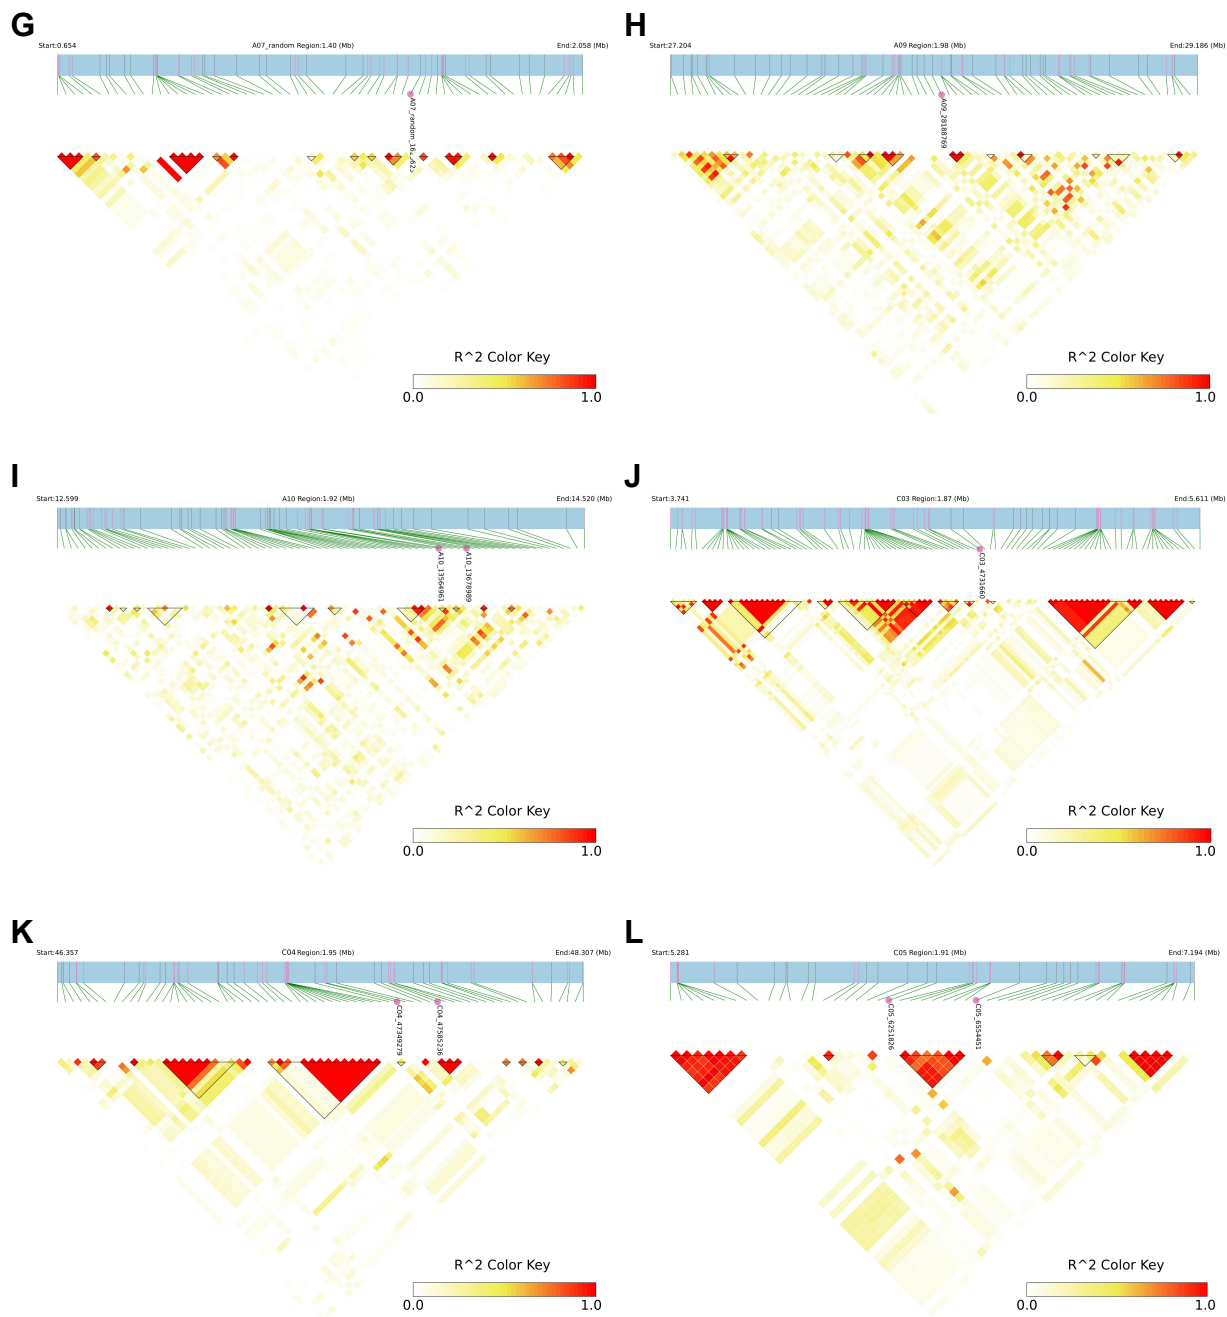 G
Start:0.654 A07_random Region:1.40 (Mb) End:2.058 (Mb)
R^2 Color Key
0.0 1.0
H
Start:27.204 A09 Region:1.98 (Mb) End:29.186 (Mb)
A09_28188769
R^2 Color Key
0.0 1.0
I
Start:12.599 A10 Region:1.92 (Mb) End:14.520 (Mb)
A10_13564961
A10_13678989
R^2 Color Key
0.0 1.0
J
Start:3.741 C03 Region:1.87 (Mb) End:5.611 (Mb)
C03_4731660
R^2 Color Key
0.0 1.0
K
Start:46.357 C04 Region:1.95 (Mb) End:48.307 (Mb)
C04_47349279
C04_47585236
R^2 Color Key
0.0 1.0
L
Start:5.281 C05 Region:1.91 (Mb) End:7.194 (Mb)
C05_6251826
C05_6554451
R^2 Color Key
0.0 1.0